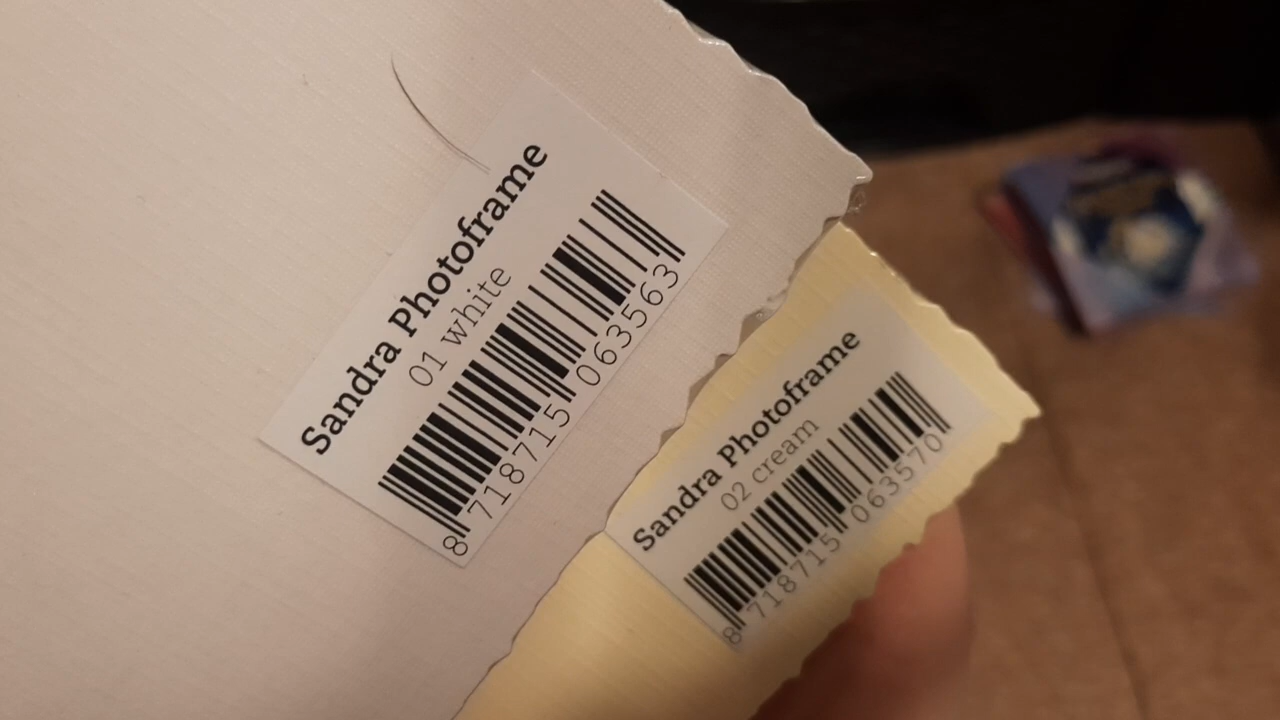 Sandra Photoframe
01 white
8 718715 063563
Sandra Photoframe
02 cream
8 718715 063570